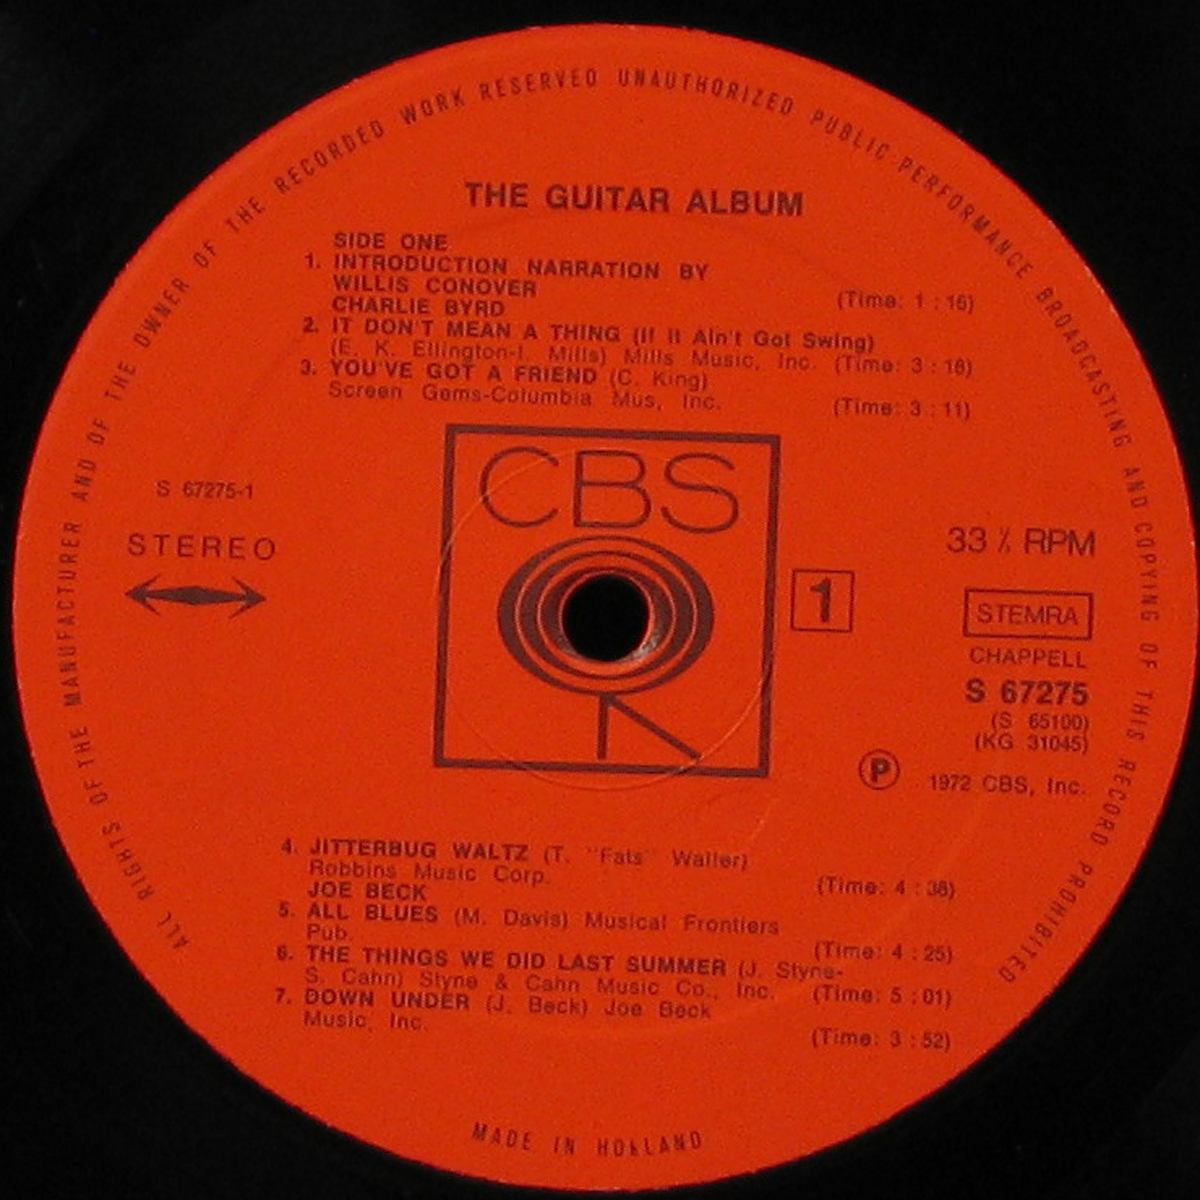 ALL RIGHTS OF THE MANUFACTURER AND OF THE OWNER OF THE RECORDED WORK RESERVED UNAUTHORIZED PUBLIC PERFORMANCE BROADCASTING AND COPYING OF THIS RECORD PROHIBITED
THE GUITAR ALBUM
SIDE ONE
1. INTRODUCTION NARRATION BY
WILLIS CONOVER (Time: 1 : 16)
CHARLIE BYRD
2. IT DON'T MEAN A THING (If It Ain't Got Swing)
(E. K. Ellington-I. Mills) Mills Music, Inc. (Time: 3 : 18)
3. YOU'VE GOT A FRIEND (C. King)
Screen Gems-Columbia Mus, Inc. (Time: 3 : 11)
CBS
S 67275-1
STEREO
33 ⅓ RPM
1
STEMRA
CHAPPELL
S 67275
(S 65100)
(KG 31045)
Ⓟ 1972 CBS, Inc.
4. JITTERBUG WALTZ (T. "Fats" Waller)
Robbins Music Corp. (Time: 4 : 38)
JOE BECK
5. ALL BLUES (M. Davis) Musical Frontiers
Pub. (Time: 4 : 25)
6. THE THINGS WE DID LAST SUMMER (J. Styne-
S. Cahn) Styne & Cahn Music Co., Inc. (Time: 5 : 01)
7. DOWN UNDER (J. Beck) Joe Beck
Music, Inc. (Time: 3 : 52)
MADE IN HOLLAND